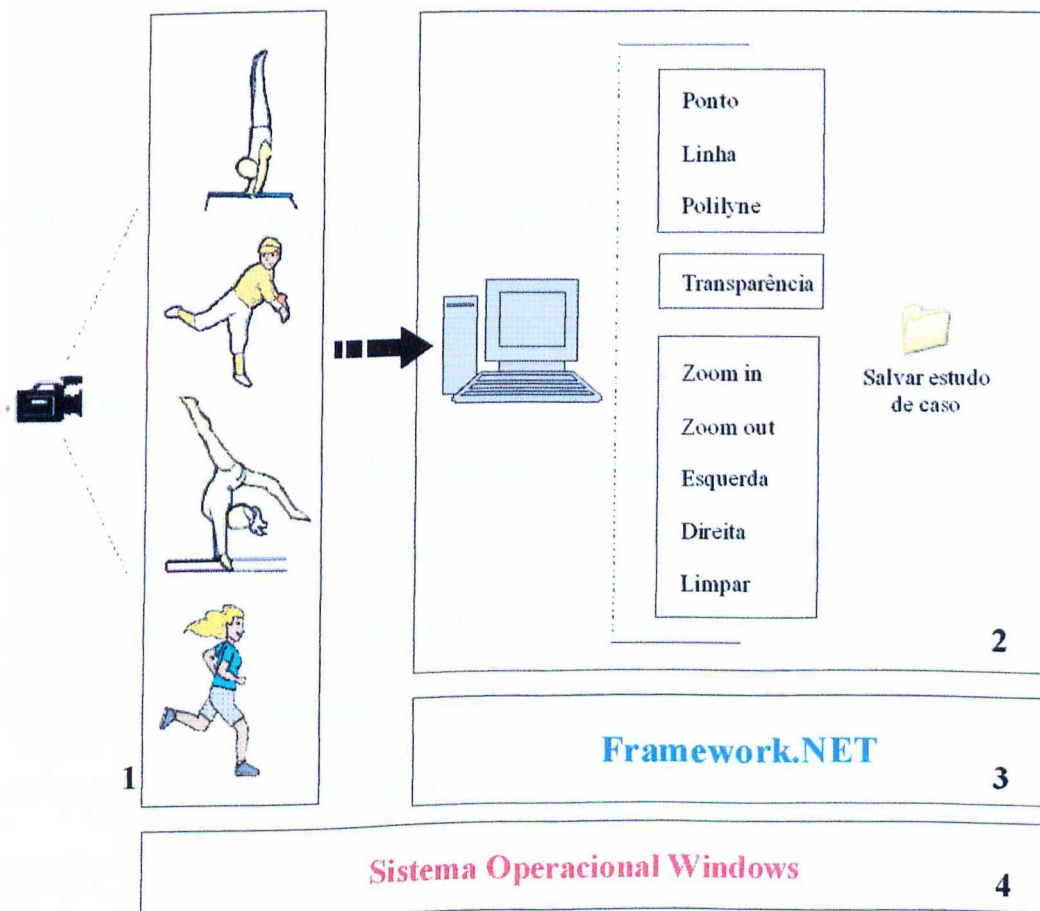 Ponto
Linha
Polilyne
Transparência
Zoom in
Zoom out
Esquerda
Direita
Limpar
Salvar estudo
de caso
2
1
Framework.NET
3
Sistema Operacional Windows
4